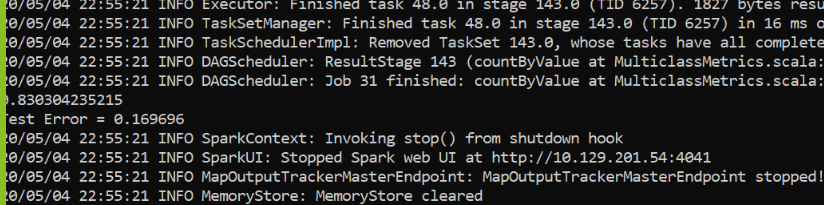 20/05/04 22:55:21 INFO Executor: Finished task 48.0 in stage 143.0 (TID 6257). 1827 bytes resu
20/05/04 22:55:21 INFO TaskSetManager: Finished task 48.0 in stage 143.0 (TID 6257) in 16 ms o
20/05/04 22:55:21 INFO TaskSchedulerImpl: Removed TaskSet 143.0, whose tasks have all complete
20/05/04 22:55:21 INFO DAGScheduler: ResultStage 143 (countByValue at MulticlassMetrics.scala:
20/05/04 22:55:21 INFO DAGScheduler: Job 31 finished: countByValue at MulticlassMetrics.scala:
0.830304235215
Test Error = 0.169696
20/05/04 22:55:21 INFO SparkContext: Invoking stop() from shutdown hook
20/05/04 22:55:21 INFO SparkUI: Stopped Spark web UI at http://10.129.201.54:4041
20/05/04 22:55:21 INFO MapOutputTrackerMasterEndpoint: MapOutputTrackerMasterEndpoint stopped!
20/05/04 22:55:21 INFO MemoryStore: MemoryStore cleared